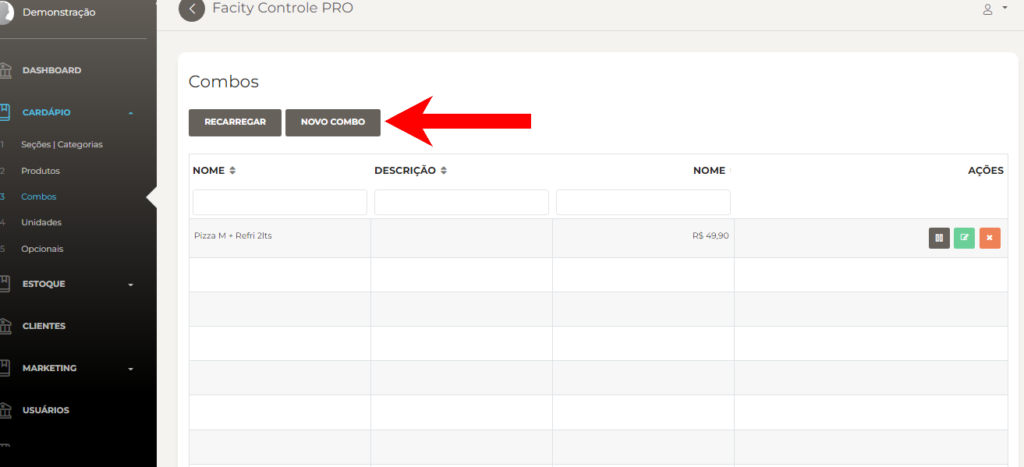 Demonstração
Facity Controle PRO
DASHBOARD
CARDÁPIO
1 Seções | Categorias
2 Produtos
3 Combos
4 Unidades
5 Opcionais
ESTOQUE
CLIENTES
MARKETING
USUÁRIOS
Combos
RECARREGAR NOVO COMBO
NOME DESCRIÇÃO NOME AÇÕES
Pizza M + Refri 2lts R$ 49,90